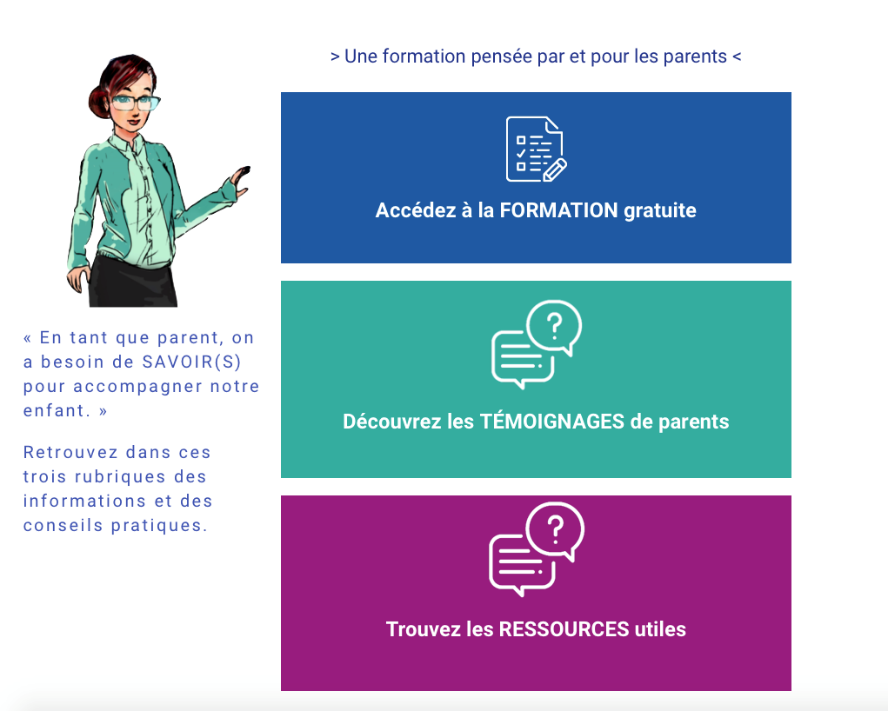 > Une formation pensée par et pour les parents <
Accédez à la FORMATION gratuite
« En tant que parent, on
a besoin de SAVOIR(S)
pour accompagner notre
enfant. »
Retrouvez dans ces
trois rubriques des
informations et des
conseils pratiques.
Découvrez les TÉMOIGNAGES de parents
Trouvez les RESSOURCES utiles